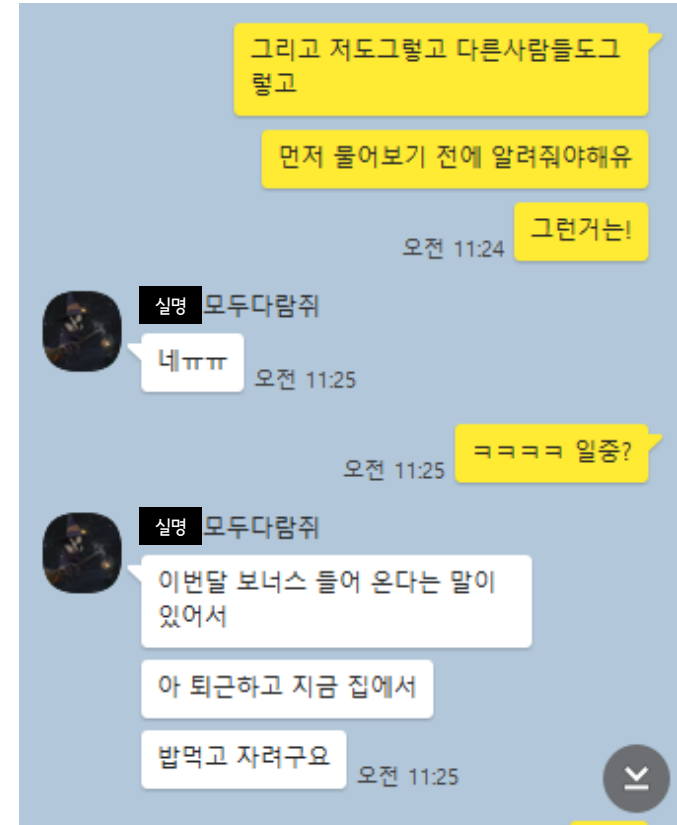 그리고 저도그렇고 다른사람들도그
렇고
먼저 물어보기 전에 알려줘야해유
그런거는!
오전 11:24
실명 모두다람쥐
네ㅠㅠ
오전 11:25
ㅋㅋㅋㅋ 일중?
오전 11:25
실명 모두다람쥐
이번달 보너스 들어 온다는 말이
있어서
아 퇴근하고 지금 집에서
밥먹고 자려구요
오전 11:25